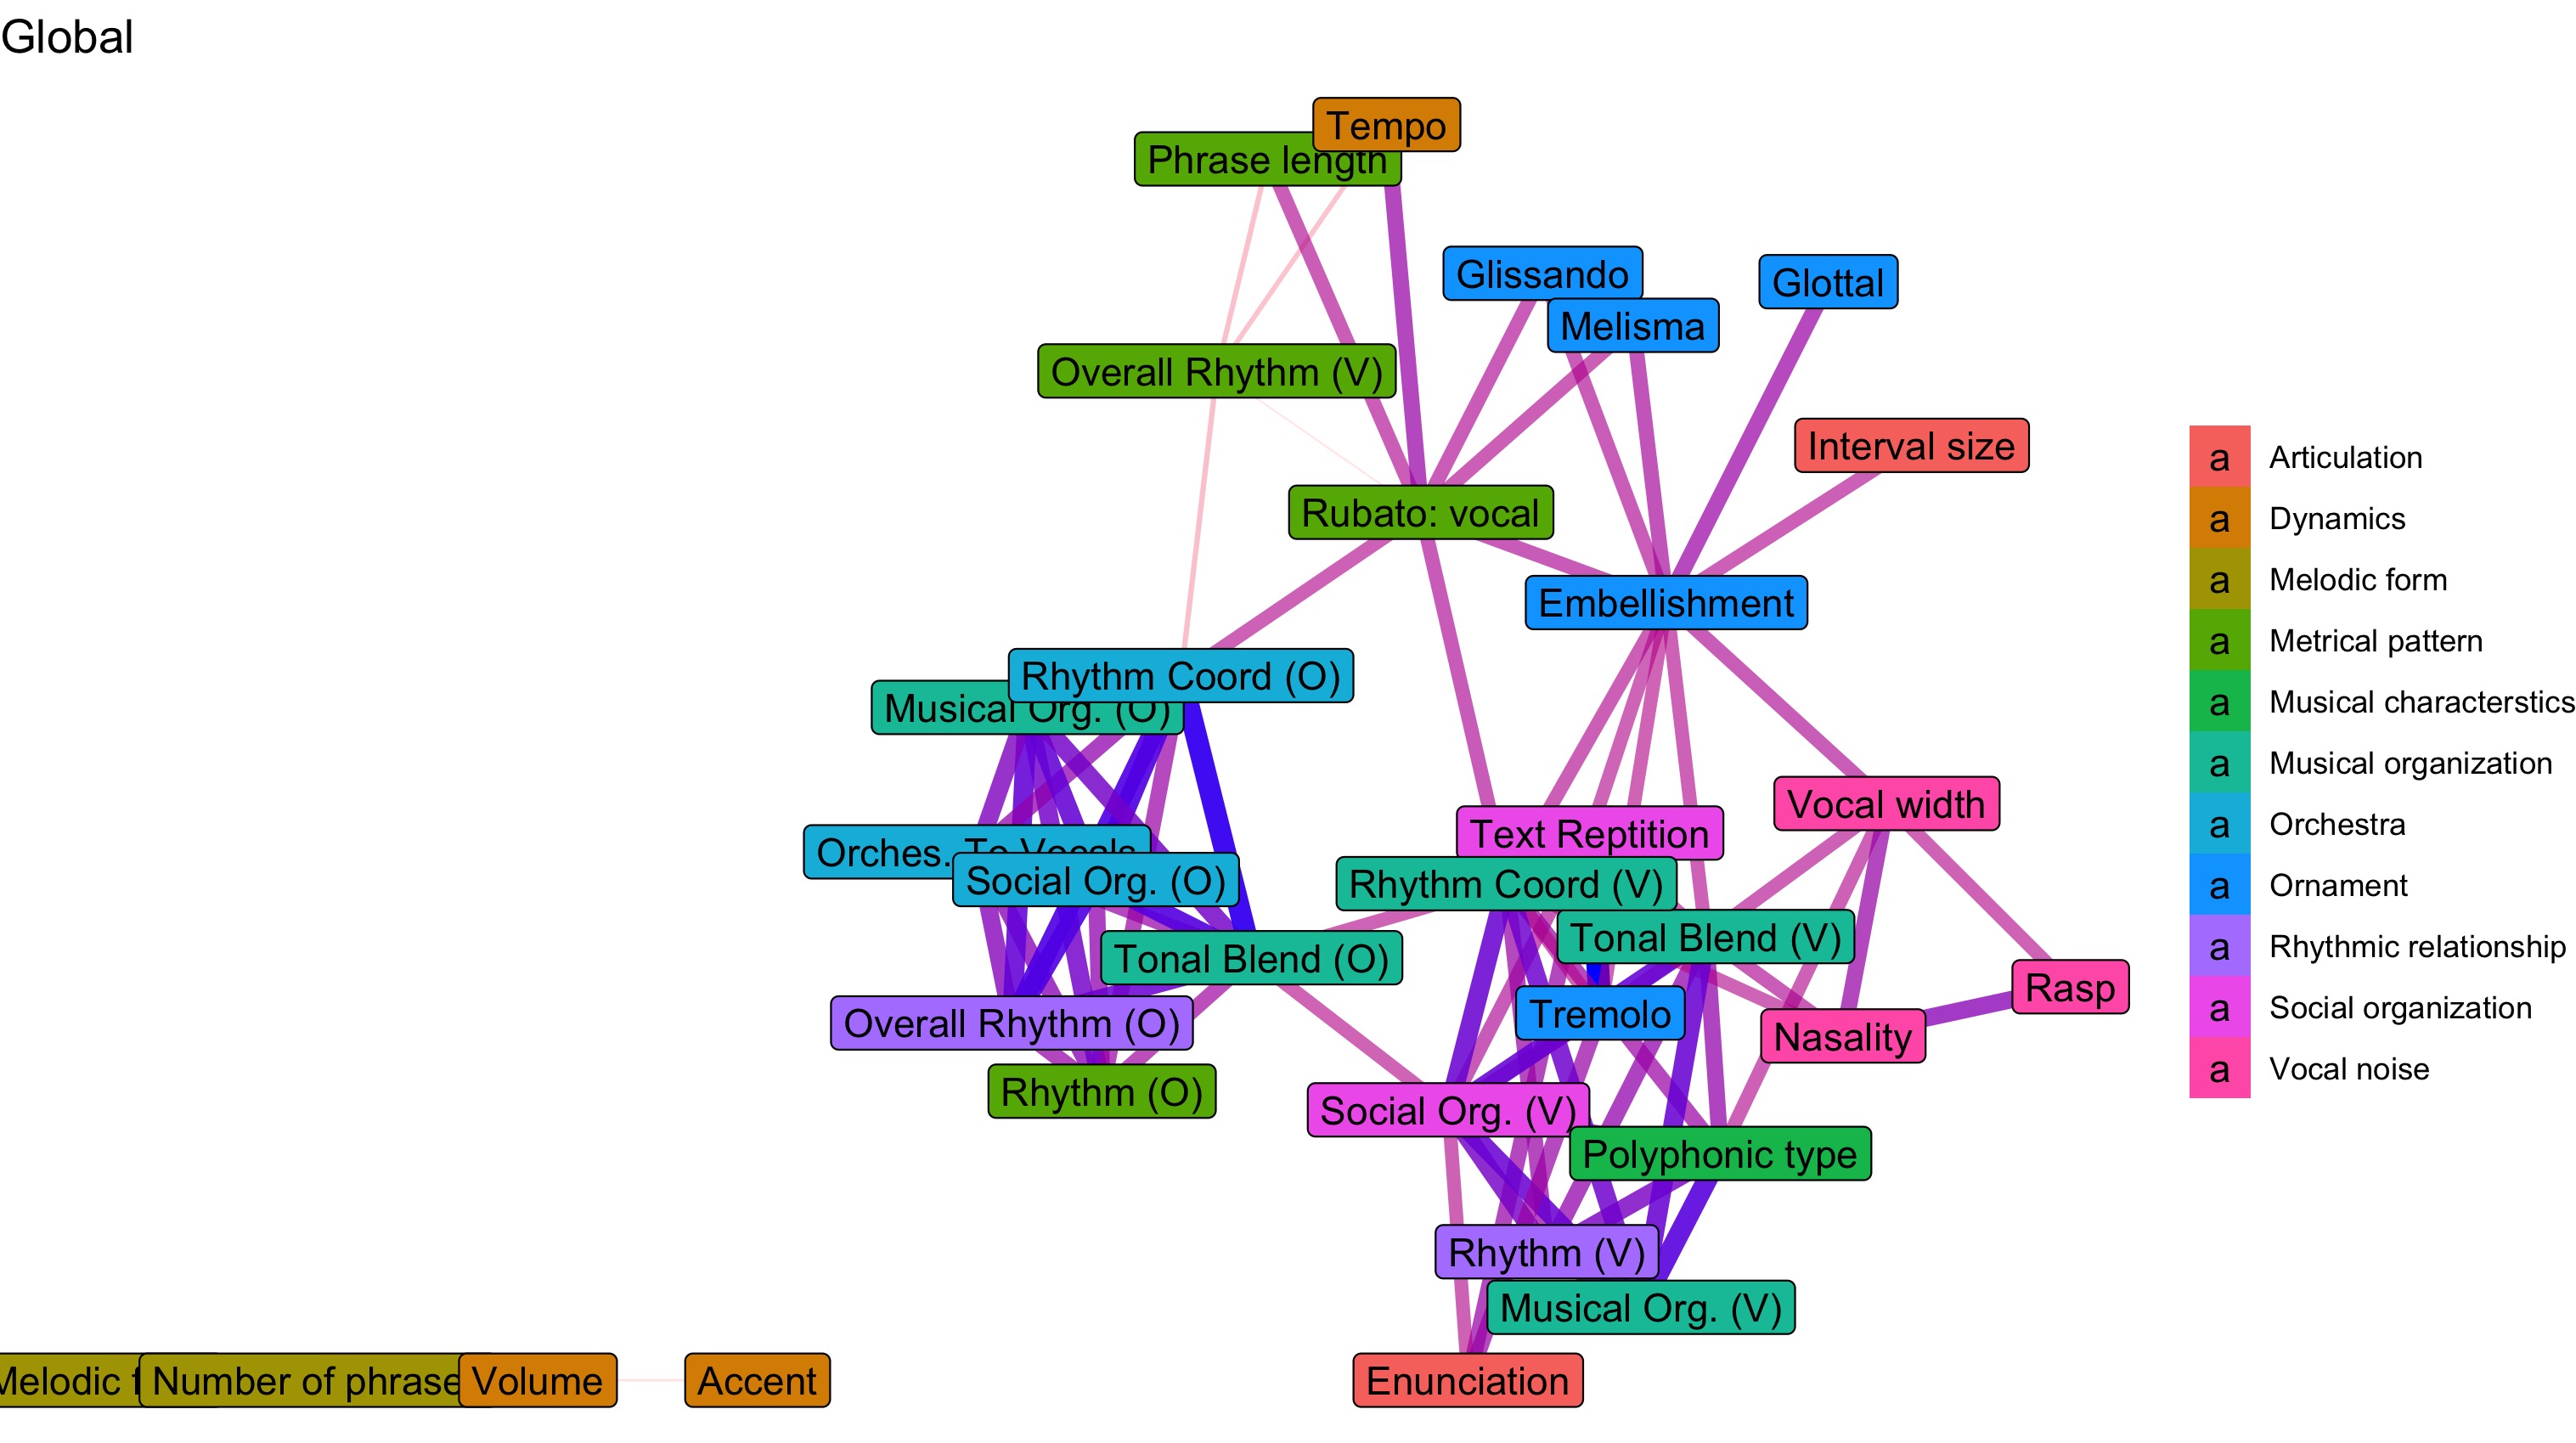 Global
Tempo
Phrase length
Glissando
Glottal
Melisma
Overall Rhythm (V)
Interval size
Rubato: vocal
Embellishment
Rhythm Coord (O)
Musical Org. (O)
Vocal width
Text Reptition
Orches. To Vocals
Social Org. (O)
Rhythm Coord (V)
Tonal Blend (V)
Tonal Blend (O)
Rasp
Tremolo
Overall Rhythm (O)
Nasality
Rhythm (O)
Social Org. (V)
Polyphonic type
Rhythm (V)
Musical Org. (V)
Melodic
Number of phrase
Volume
Accent
Enunciation
a Articulation
a Dynamics
a Melodic form
a Metrical pattern
a Musical characterstics
a Musical organization
a Orchestra
a Ornament
a Rhythmic relationship
a Social organization
a Vocal noise